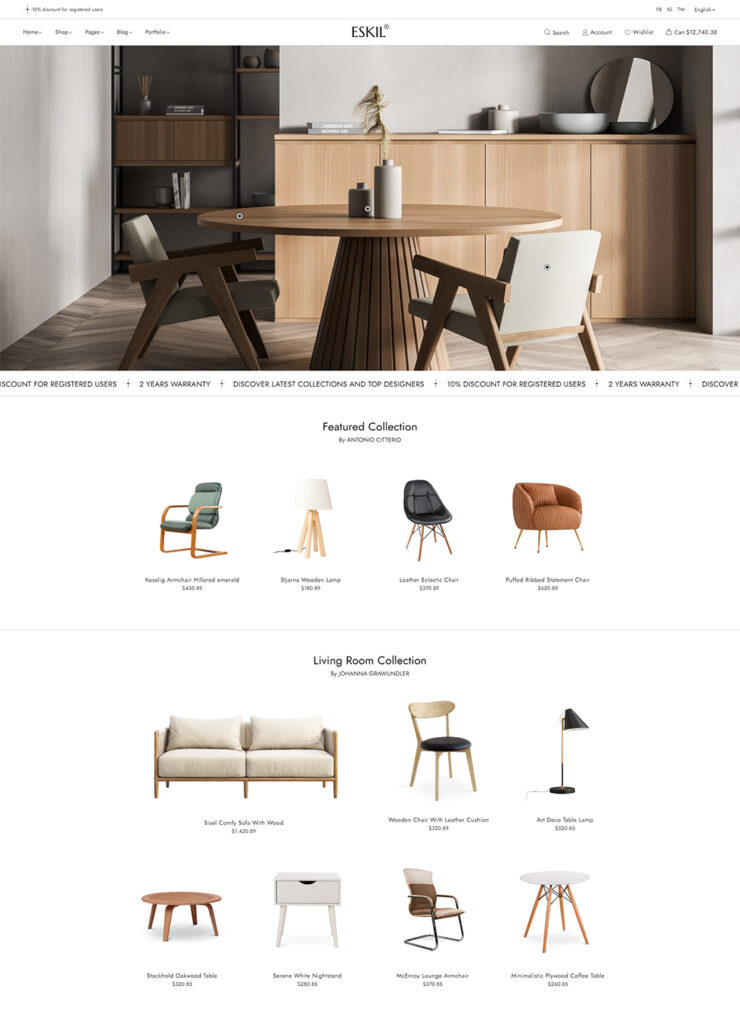 10% discount for registered users
FB IG TW English
Home Shop Pages Blog Portfolio
ESKIL®
Search Account Wishlist Cart $12,740.38
ANCIENT ART
MODERN ART
ISCOUNT FOR REGISTERED USERS 2 YEARS WARRANTY DISCOVER LATEST COLLECTIONS AND TOP DESIGNERS 10% DISCOUNT FOR REGISTERED USERS 2 YEARS WARRANTY DISCOVER
Featured Collection
By ANTONIO CITTERIO
Koselig Armchair Hillared emerald
$450.89
Stjarna Wooden Lamp
$180.89
Leather Eclectic Chair
$370.89
Puffed Ribbed Statement Chair
$620.89
Living Room Collection
By JOHANNA GRAWUNDLER
Sisel Comfy Sofa With Wood
$1,420.89
Wooden Chair With Leather Cushion
$320.89
Art Deco Table Lamp
$520.85
Stockhold Oakwood Table
$320.85
Serene White Nightstand
$280.85
McEnroy Lounge Armchair
$370.85
Minimalistic Plywood Coffee Table
$260.85